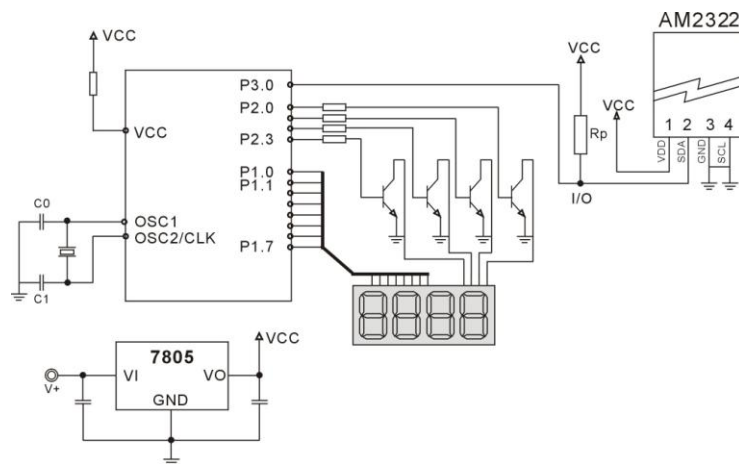 AM2322
VCC
VCC
VCC
P3.0
P2.0
P2.3
VCC
Rp
1 2 3 4
VDD
SDA
GND
SCL
I/O
P1.0
P1.1
P1.7
C0
OSC1
OSC2/CLK
C1
8888
7805
VCC
V+
VI
VO
GND